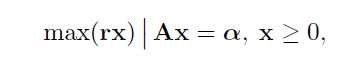 max(rx) | Ax = α, x ≥ 0,